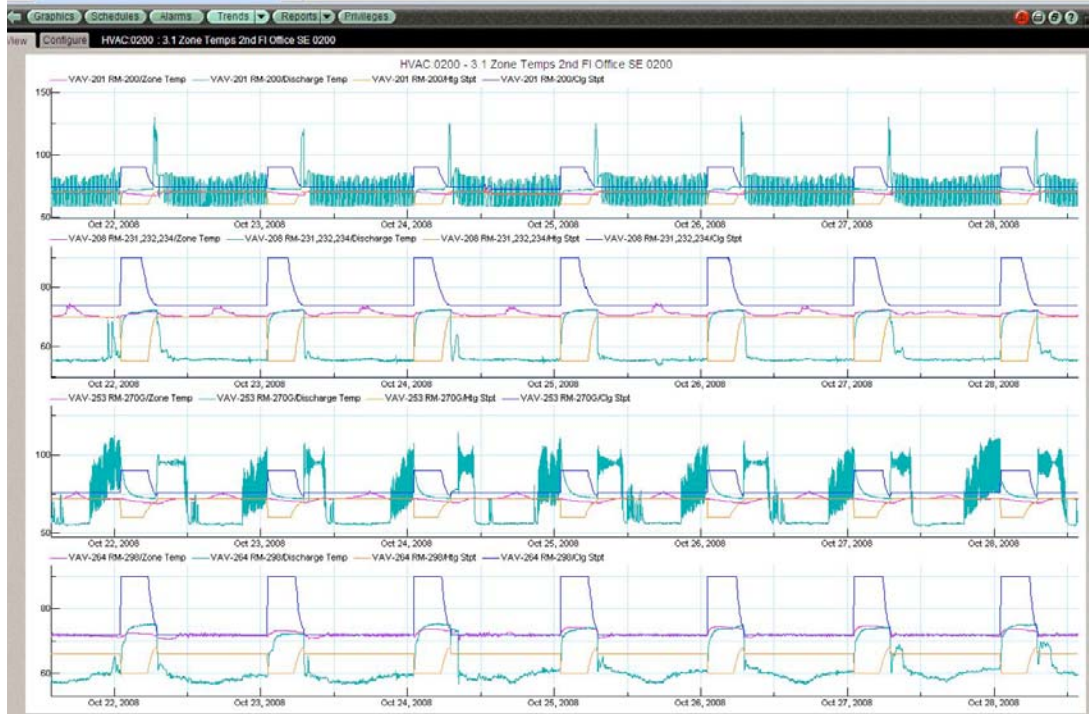 Graphics Schedules Alarms Trends Reports Privileges
View Configure HVAC:0200 : 3.1 Zone Temps 2nd Fl Office SE 0200
HVAC:0200 - 3.1 Zone Temps 2nd Fl Office SE 0200
VAV-201 RM-200/Zone Temp VAV-201 RM-200/Discharge Temp VAV-201 RM-200/Htg Stpt VAV-201 RM-200/Clg Stpt
150
100
50
Oct 22, 2008 Oct 23, 2008 Oct 24, 2008 Oct 25, 2008 Oct 26, 2008 Oct 27, 2008 Oct 28, 2008
VAV-208 RM-231,232,234/Zone Temp VAV-208 RM-231,232,234/Discharge Temp VAV-208 RM-231,232,234/Htg Stpt VAV-208 RM-231,232,234/Clg Stpt
80
60
Oct 22, 2008 Oct 23, 2008 Oct 24, 2008 Oct 25, 2008 Oct 26, 2008 Oct 27, 2008 Oct 28, 2008
VAV-253 RM-270G/Zone Temp VAV-253 RM-270G/Discharge Temp VAV-253 RM-270G/Htg Stpt VAV-253 RM-270G/Clg Stpt
100
50
Oct 22, 2008 Oct 23, 2008 Oct 24, 2008 Oct 25, 2008 Oct 26, 2008 Oct 27, 2008 Oct 28, 2008
VAV-264 RM-298/Zone Temp VAV-264 RM-298/Discharge Temp VAV-264 RM-298/Htg Stpt VAV-264 RM-298/Clg Stpt
80
60
Oct 22, 2008 Oct 23, 2008 Oct 24, 2008 Oct 25, 2008 Oct 26, 2008 Oct 27, 2008 Oct 28, 2008